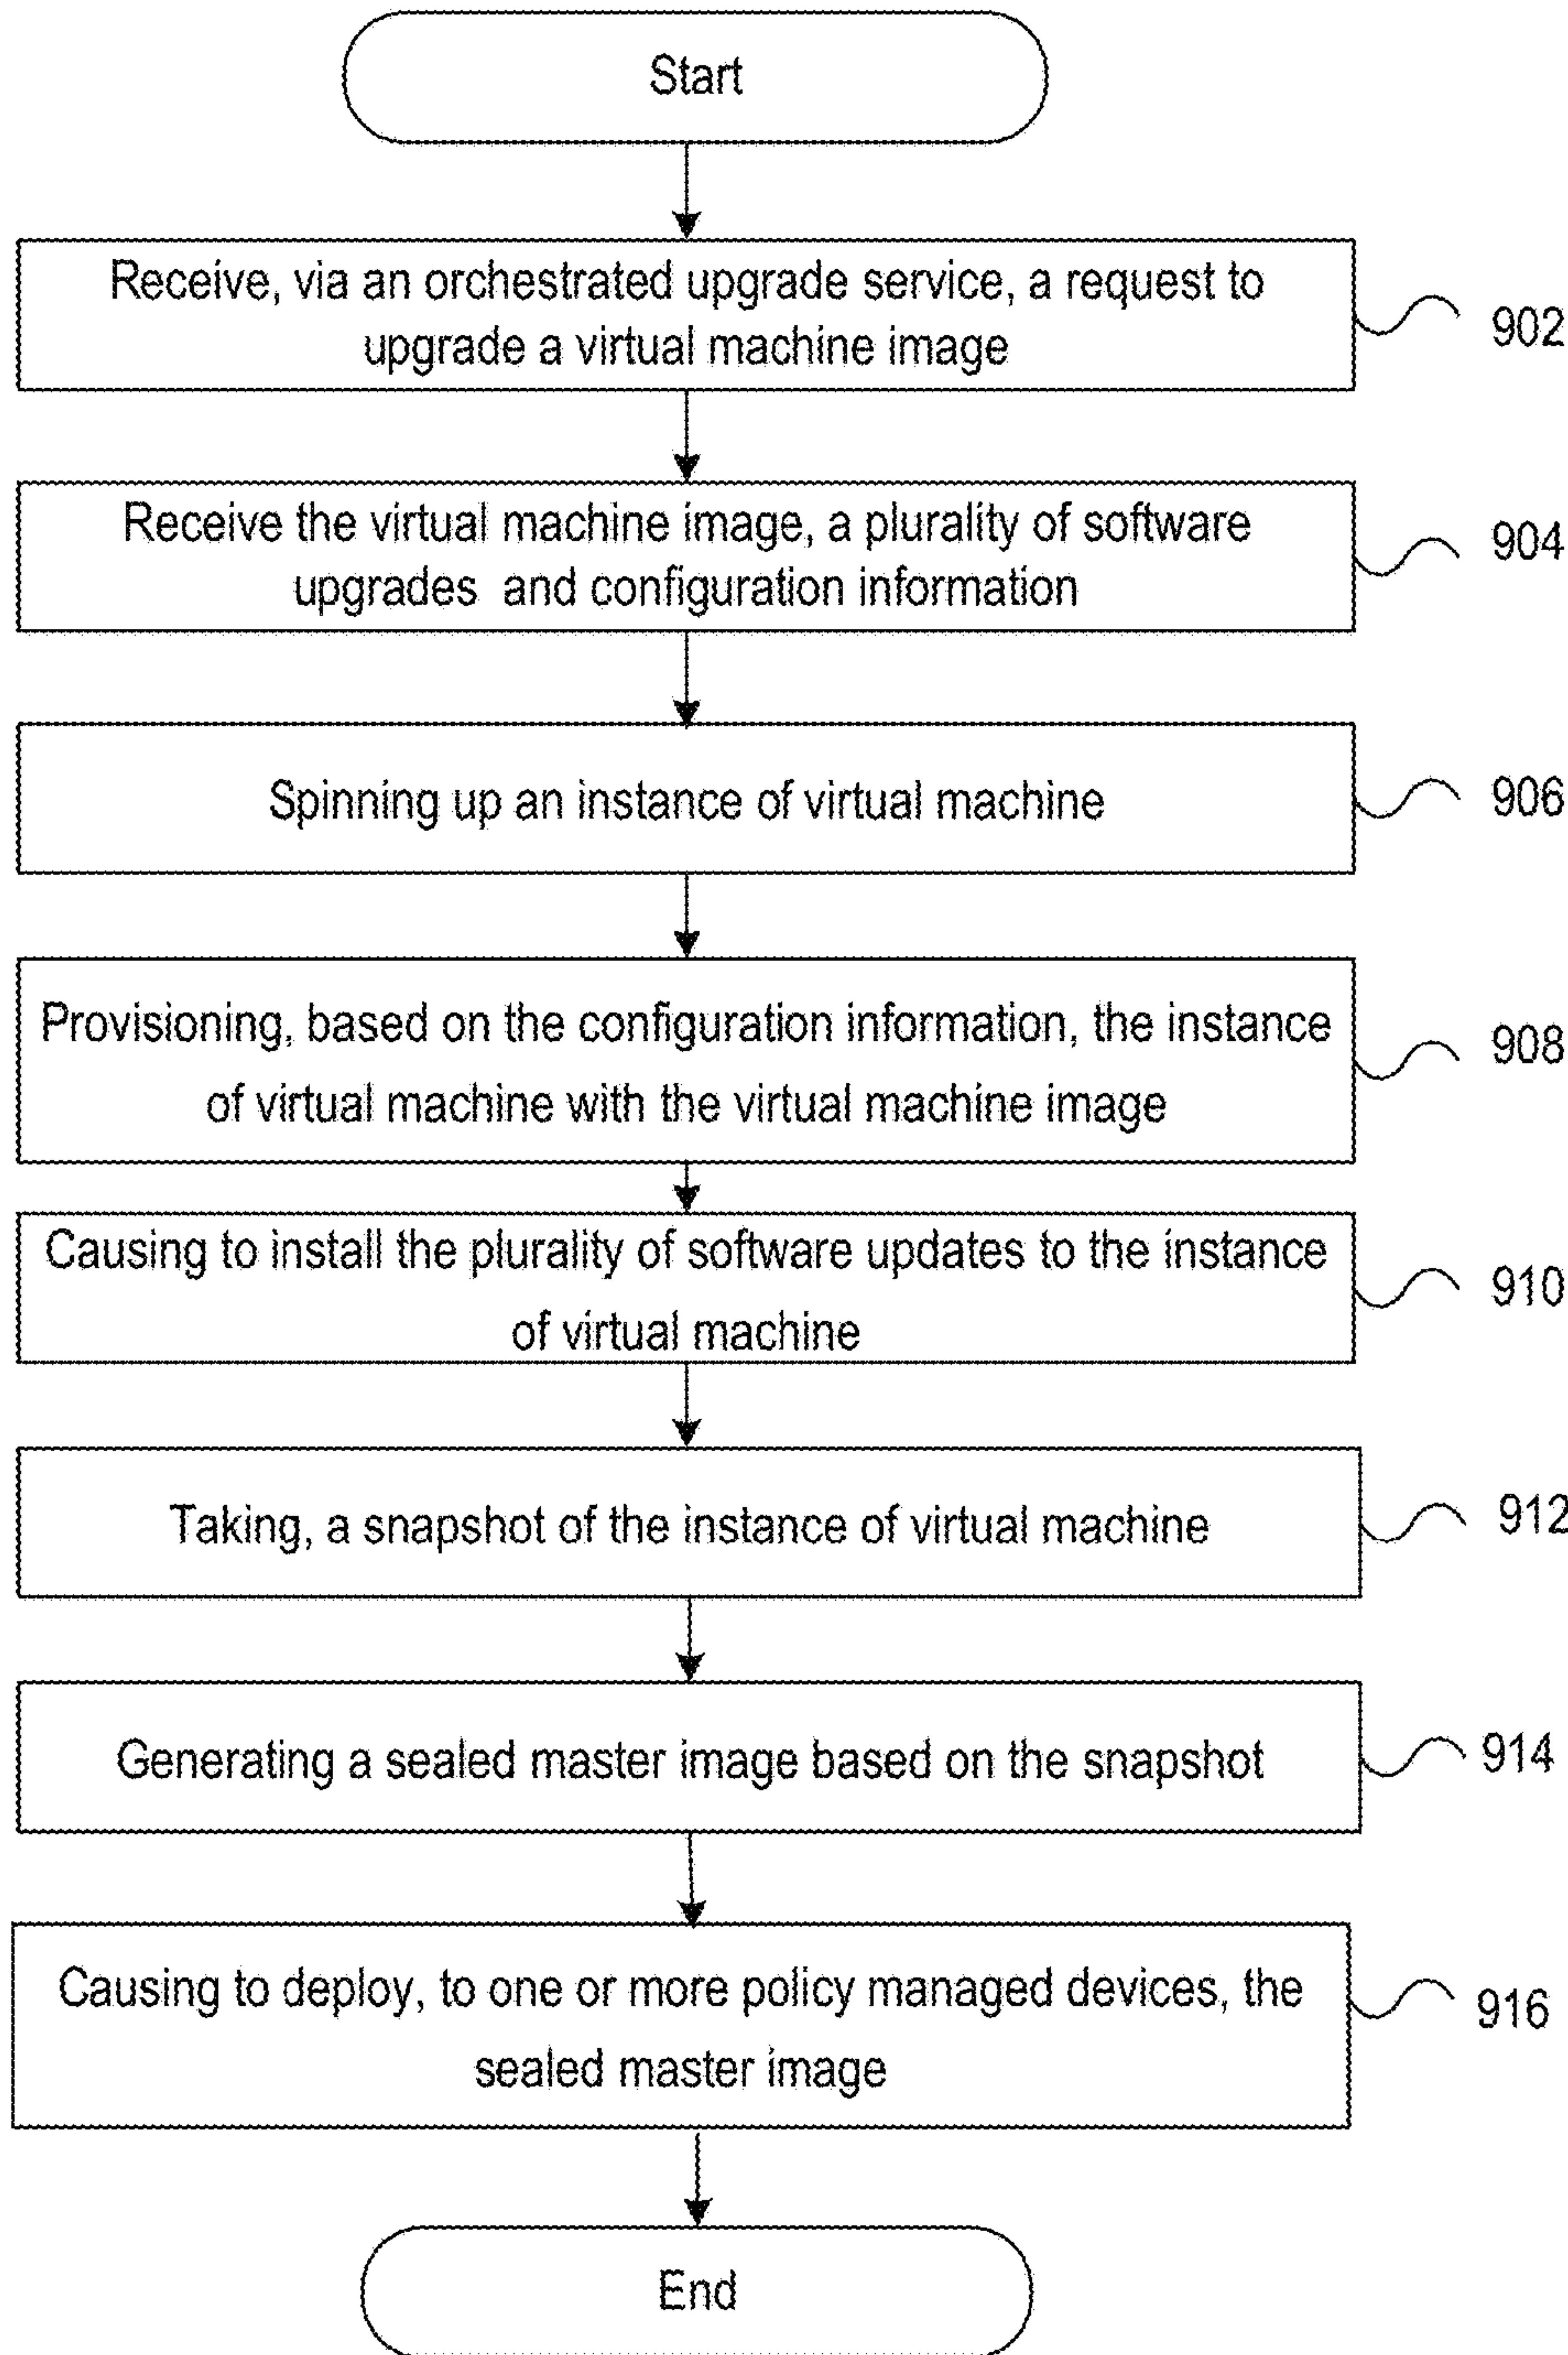 Start
Receive, via an orchestrated upgrade service, a request to
upgrade a virtual machine image
902
Receive the virtual machine image, a plurality of software
upgrades and configuration information
904
Spinning up an instance of virtual machine
906
Provisioning, based on the configuration information, the instance
of virtual machine with the virtual machine image
908
Causing to install the plurality of software updates to the instance
of virtual machine
910
Taking, a snapshot of the instance of virtual machine
912
Generating a sealed master image based on the snapshot
914
Causing to deploy, to one or more policy managed devices, the
sealed master image
916
End